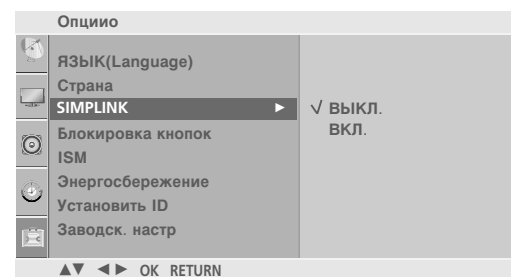 Опциио
ЯЗЫК(Language)
Страна
SIMPLINK ►
√ ВЫКЛ.
ВКЛ.
Блокировка кнопок
ISM
Энергосбережение
Установить ID
Заводск. настр
▲▼ ◄► OK RETURN